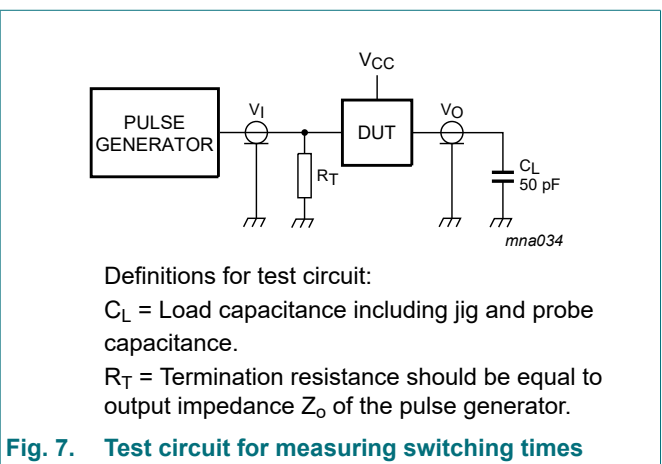 VCC
PULSE
GENERATOR
VI
DUT
VO
RT
CL
50 pF
mna034
Definitions for test circuit:
CL = Load capacitance including jig and probe
capacitance.
RT = Termination resistance should be equal to
output impedance Zo of the pulse generator.
Fig. 7. Test circuit for measuring switching times